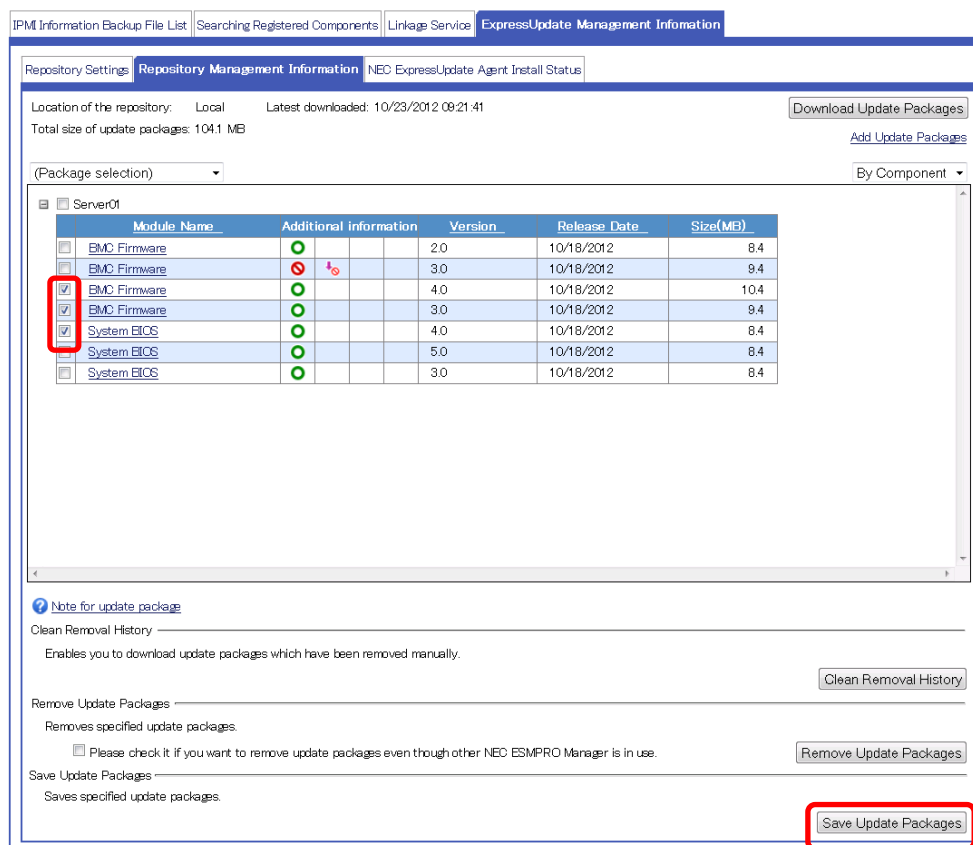 IPMI Information Backup File List Searching Registered Components Linkage Service ExpressUpdate Management Infomation
Repository Settings Repository Management Information NEC ExpressUpdate Agent Install Status
Location of the repository: Local Latest downloaded: 10/23/2012 09:21:41 Download Update Packages
Total size of update packages: 104.1 MB
Add Update Packages
(Package selection) By Component
Server01
Module Name Additional information Version Release Date Size(MB)
BMC Firmware 2.0 10/18/2012 8.4
BMC Firmware 3.0 10/18/2012 9.4
BMC Firmware 4.0 10/18/2012 10.4
BMC Firmware 3.0 10/18/2012 9.4
System BIOS 4.0 10/18/2012 8.4
System BIOS 5.0 10/18/2012 8.4
System BIOS 3.0 10/18/2012 8.4
Note for update package
Clean Removal History
Enables you to download update packages which have been removed manually.
Clean Removal History
Remove Update Packages
Removes specified update packages.
Please check it if you want to remove update packages even though other NEC ESMPRO Manager is in use. Remove Update Packages
Save Update Packages
Saves specified update packages.
Save Update Packages